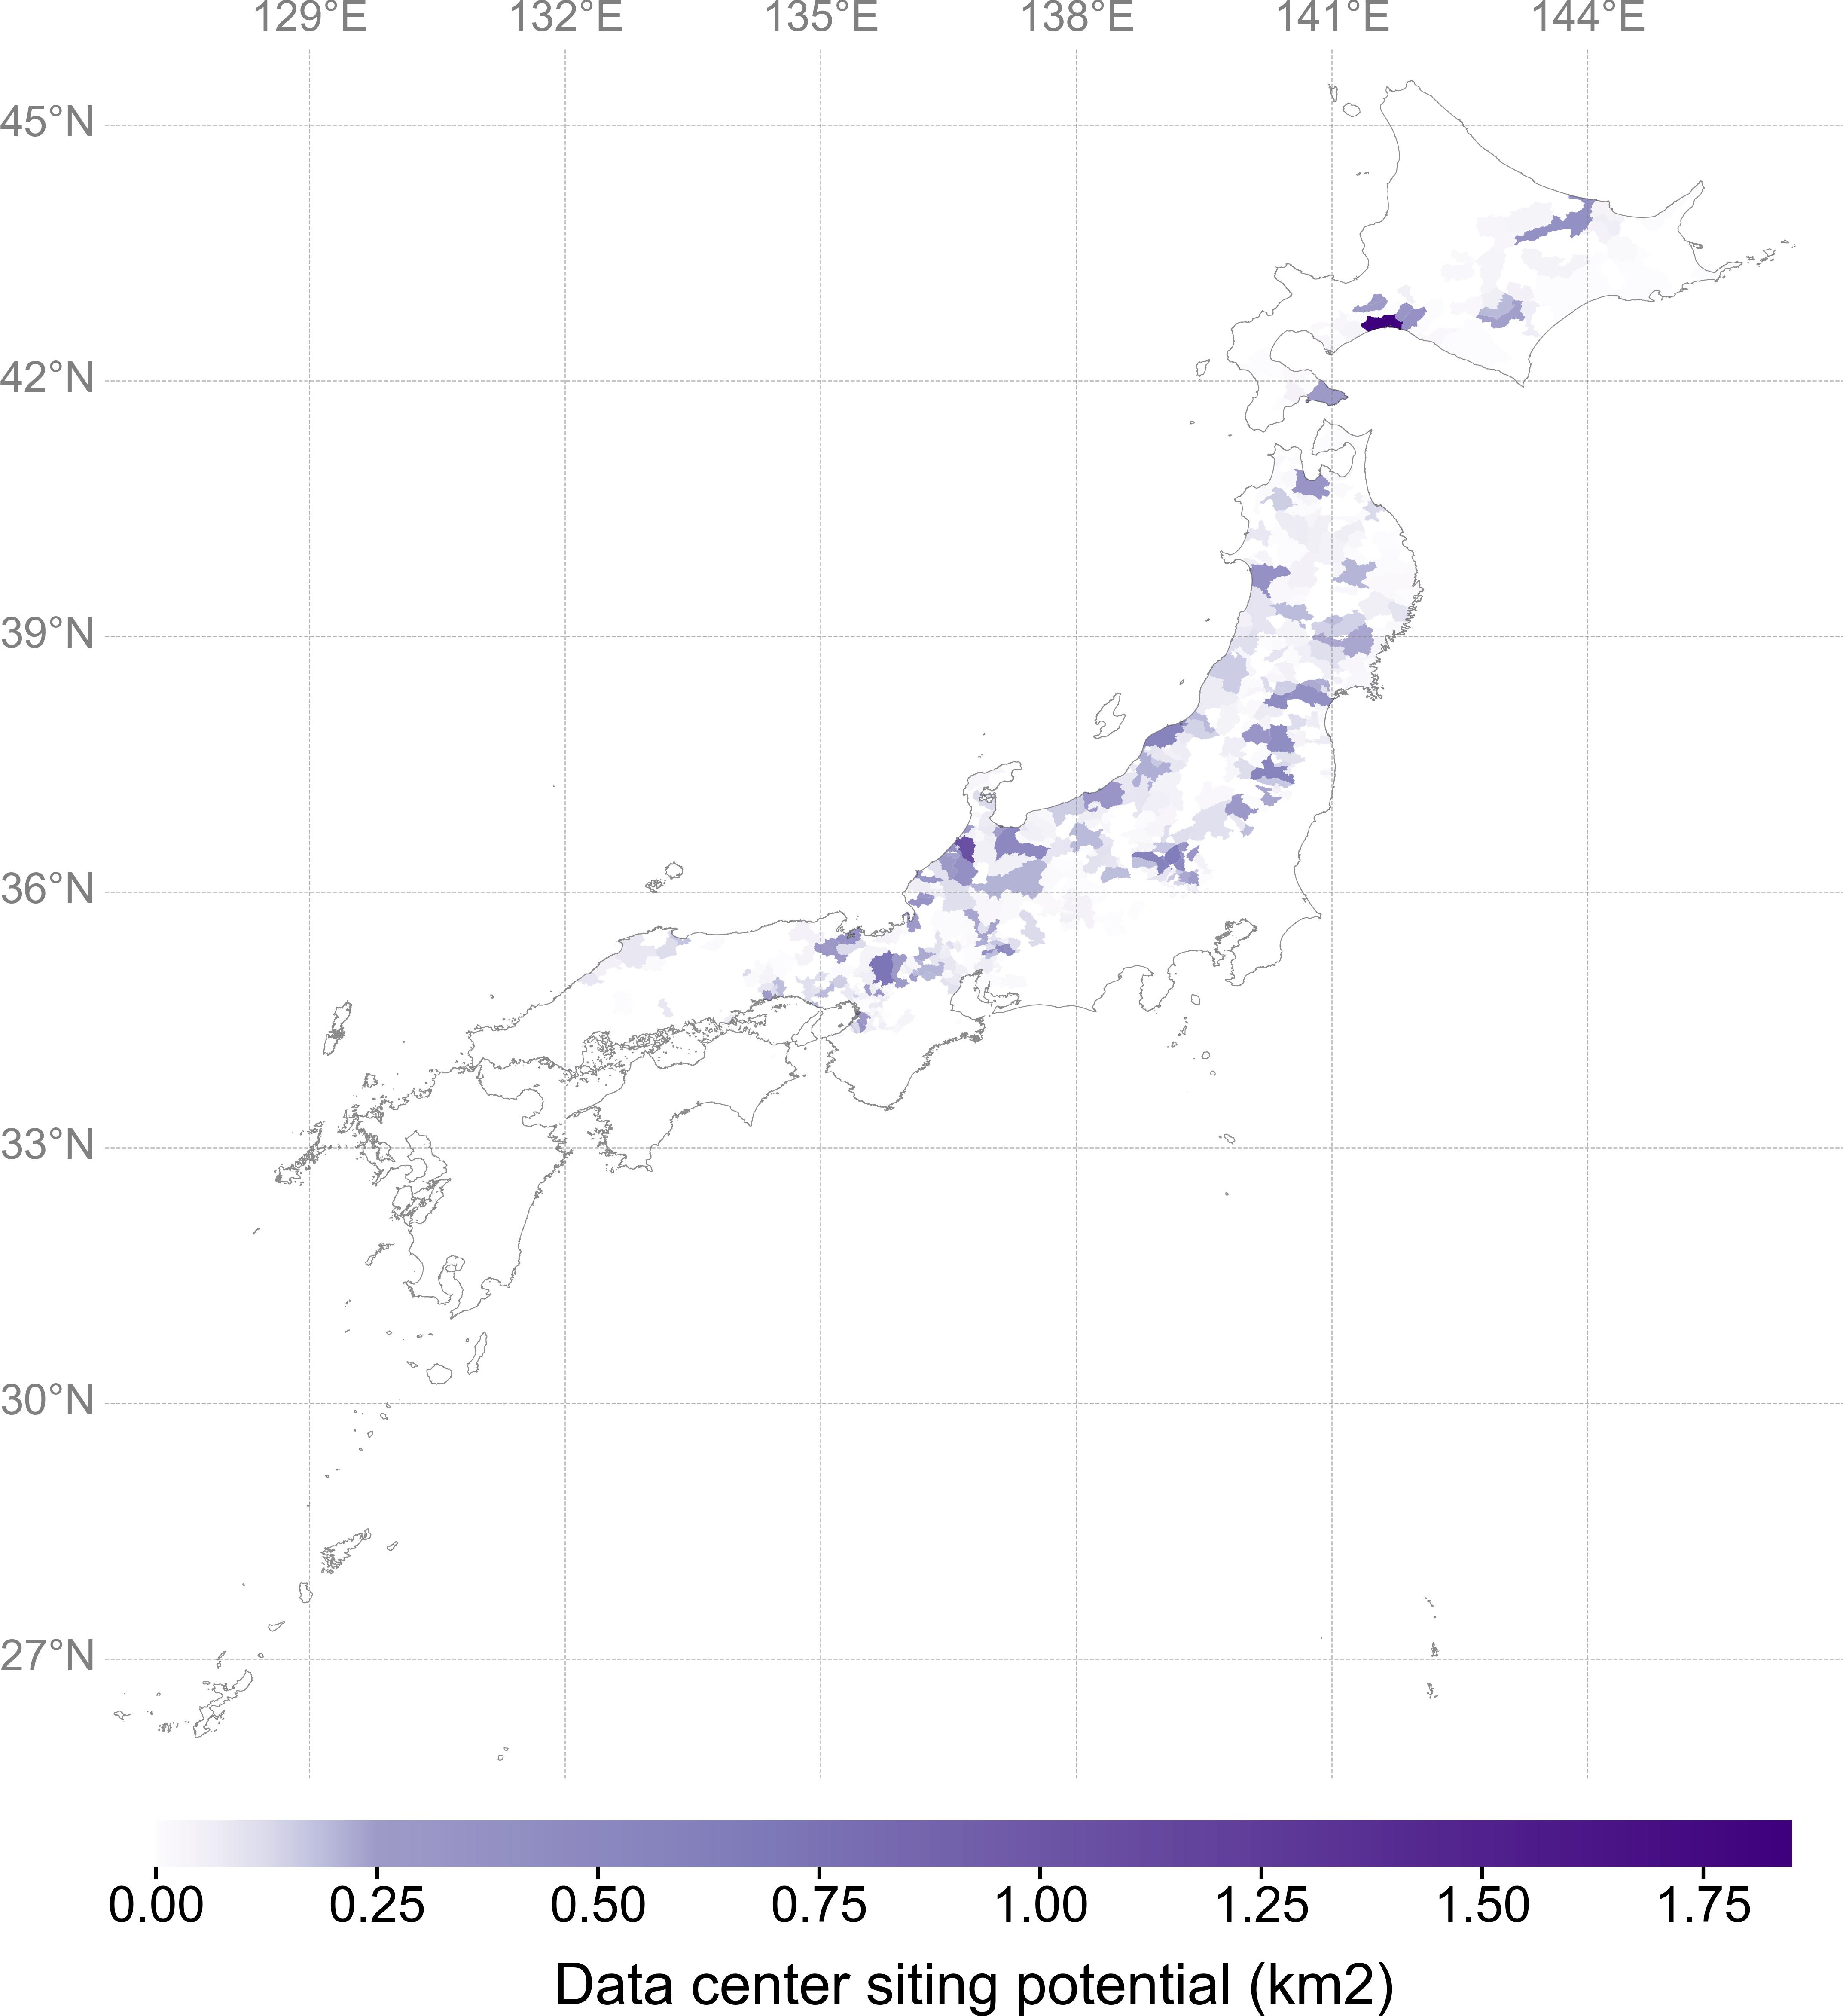 129°E 132°E 135°E 138°E 141°E 144°E
45°N
42°N
39°N
36°N
33°N
30°N
27°N
0.00 0.25 0.50 0.75 1.00 1.25 1.50 1.75
Data center siting potential (km2)